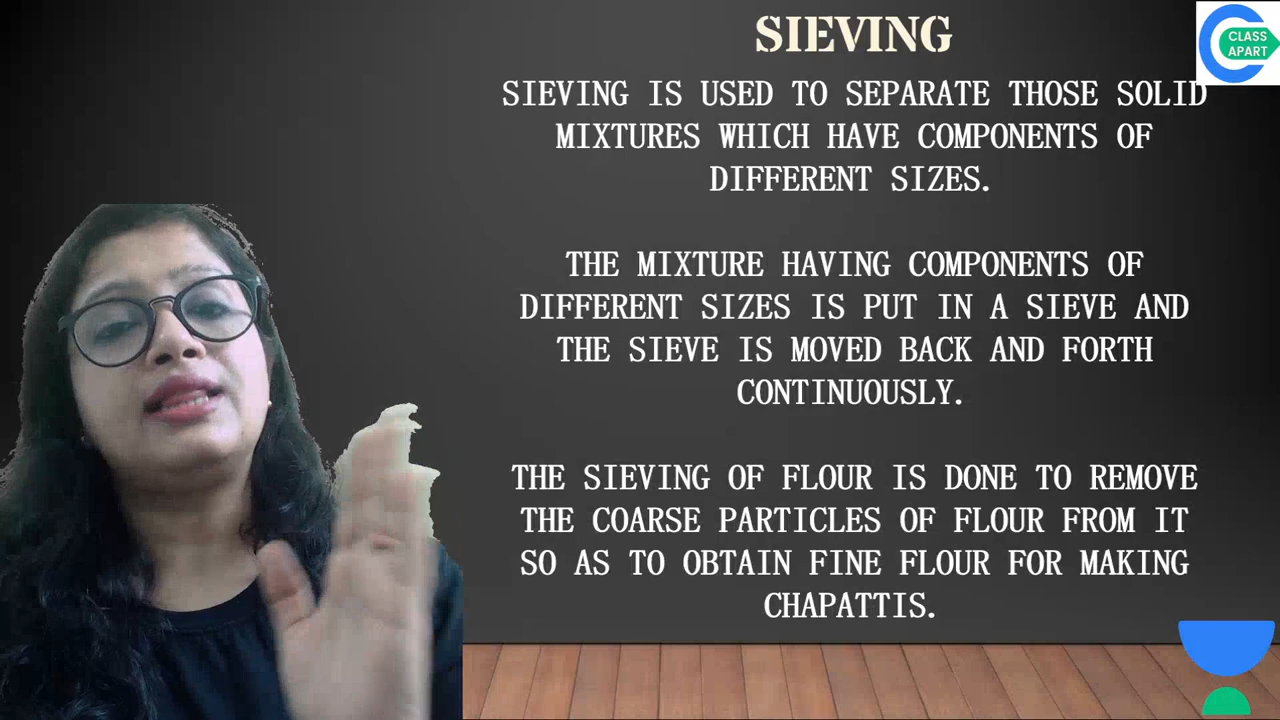 SIEVING
CLASS
APART
SIEVING IS USED TO SEPARATE THOSE SOLID
MIXTURES WHICH HAVE COMPONENTS OF
DIFFERENT SIZES.
THE MIXTURE HAVING COMPONENTS OF
DIFFERENT SIZES IS PUT IN A SIEVE AND
THE SIEVE IS MOVED BACK AND FORTH
CONTINUOUSLY.
THE SIEVING OF FLOUR IS DONE TO REMOVE
THE COARSE PARTICLES OF FLOUR FROM IT
SO AS TO OBTAIN FINE FLOUR FOR MAKING
CHAPATTIS.